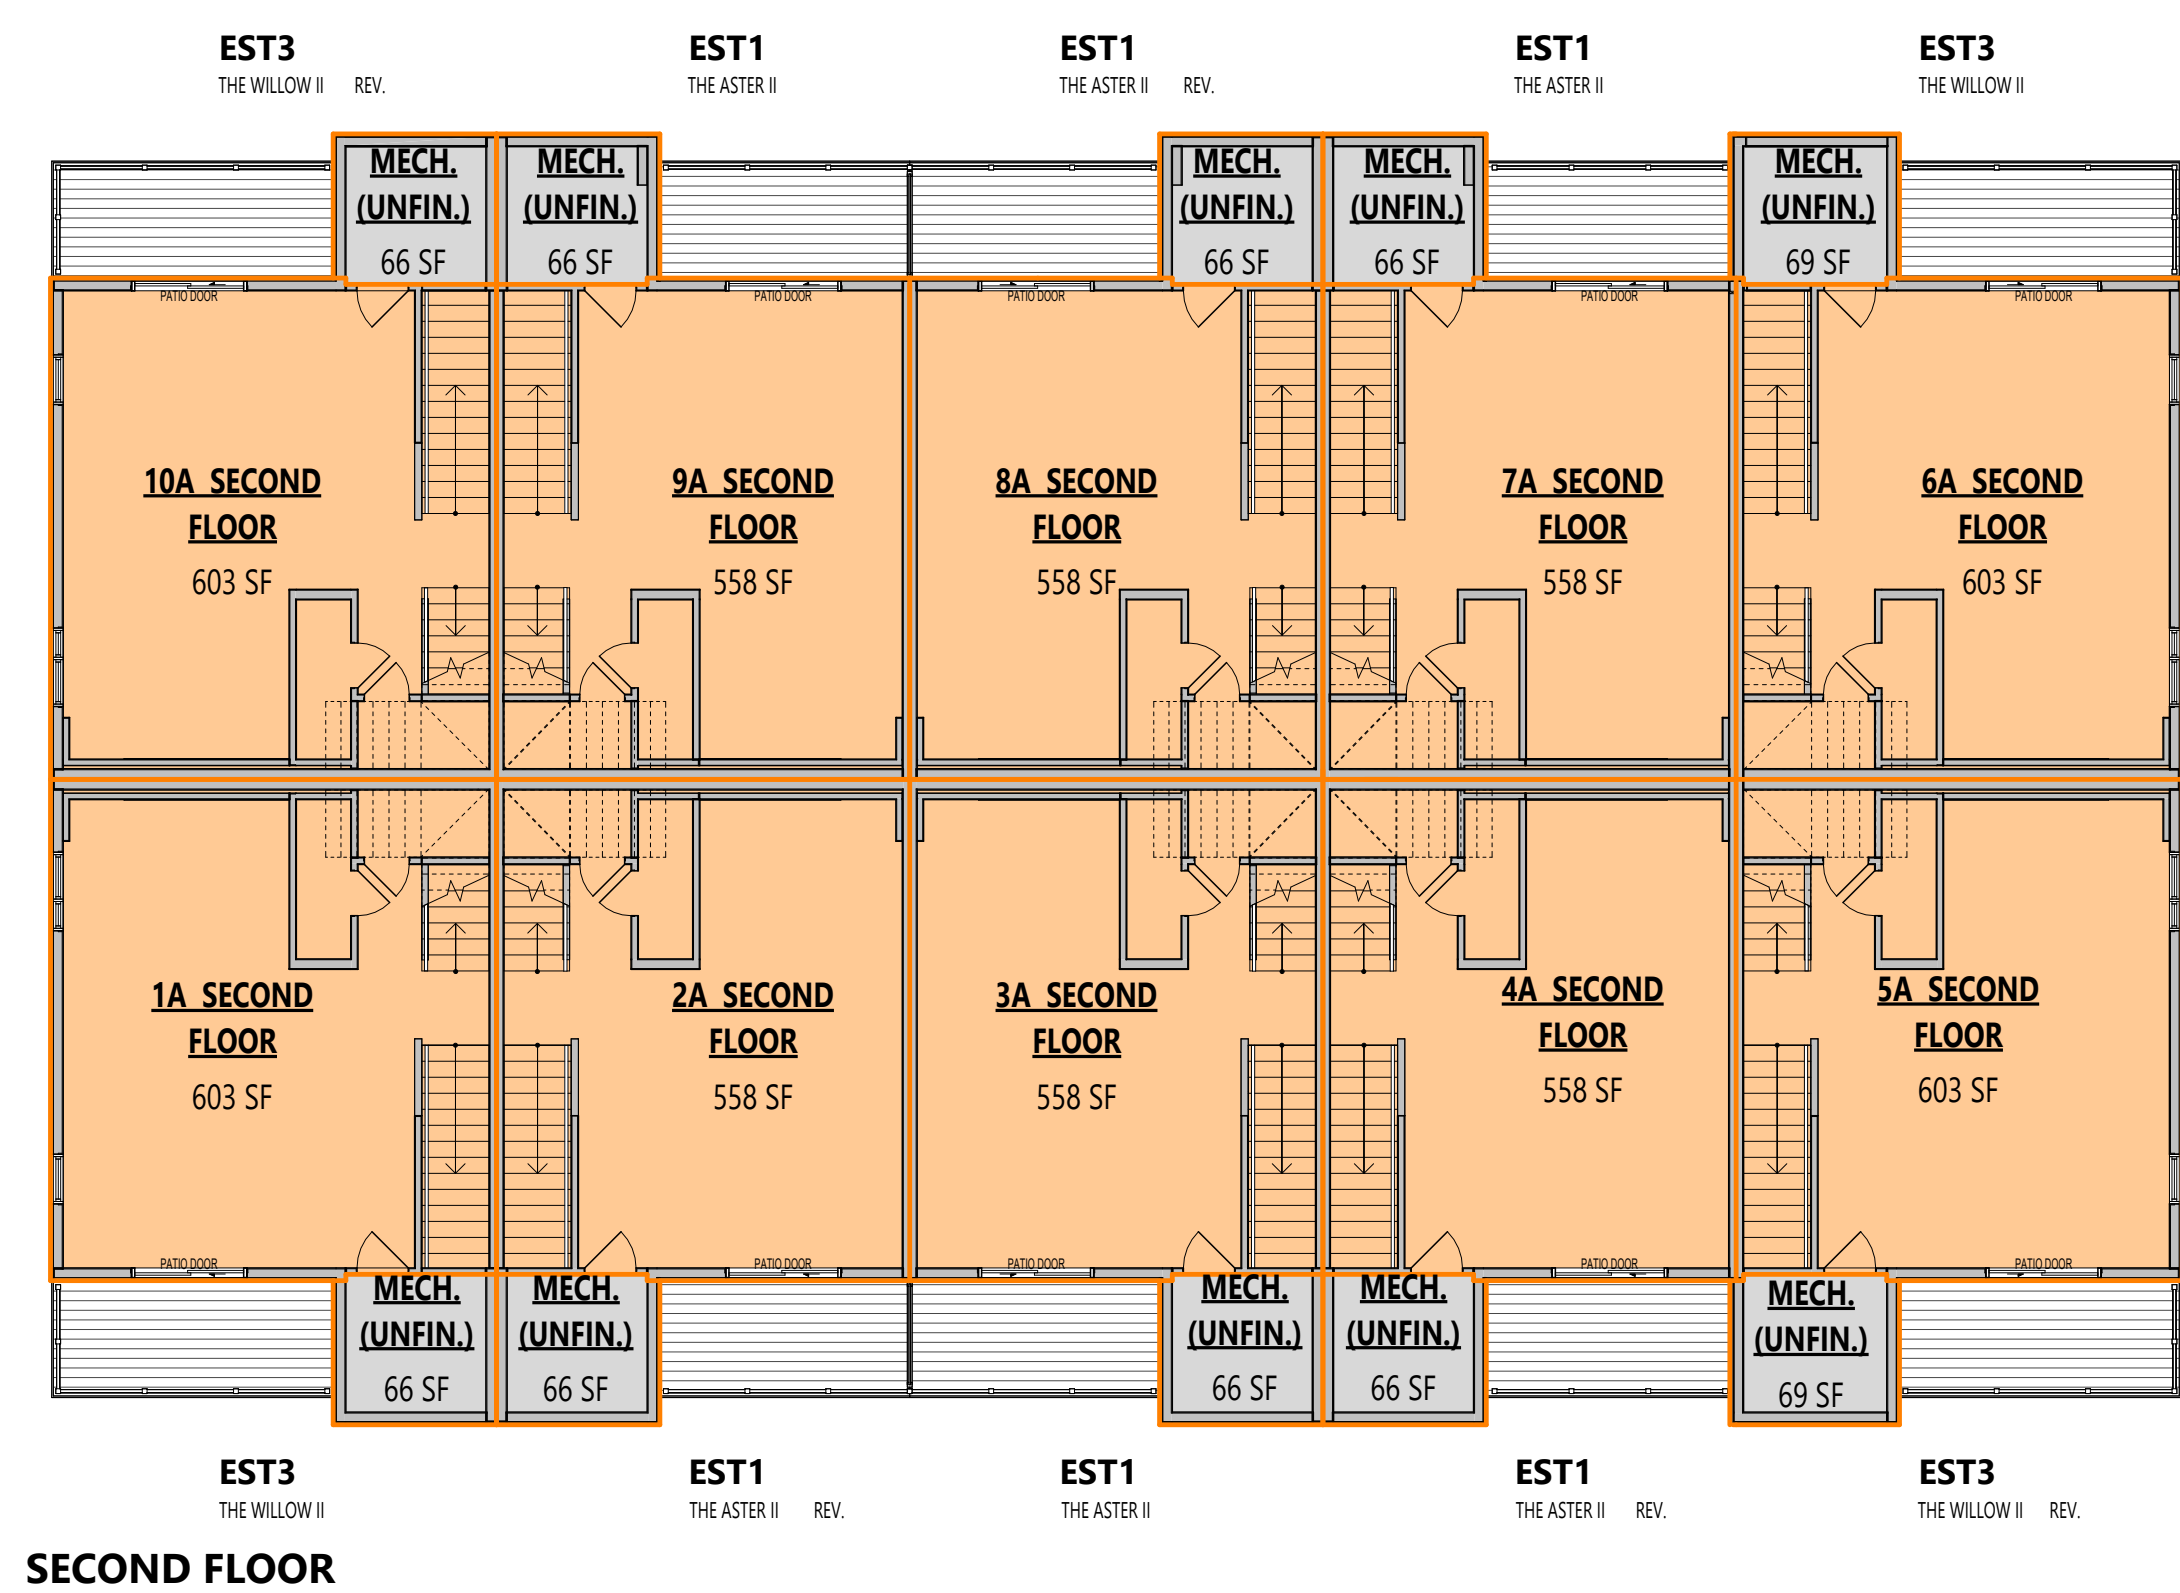 EST3
THE WILLOW II REV.
EST1
THE ASTER II
EST1
THE ASTER II REV.
EST1
THE ASTER II
EST3
THE WILLOW II
MECH.
(UNFIN.)
66 SF
MECH.
(UNFIN.)
66 SF
MECH.
(UNFIN.)
66 SF
MECH.
(UNFIN.)
66 SF
MECH.
(UNFIN.)
69 SF
PATIO DOOR
PATIO DOOR
PATIO DOOR
PATIO DOOR
PATIO DOOR
10A SECOND
FLOOR
603 SF
9A SECOND
FLOOR
558 SF
8A SECOND
FLOOR
558 SF
7A SECOND
FLOOR
558 SF
6A SECOND
FLOOR
603 SF
1A SECOND
FLOOR
603 SF
2A SECOND
FLOOR
558 SF
3A SECOND
FLOOR
558 SF
4A SECOND
FLOOR
558 SF
5A SECOND
FLOOR
603 SF
PATIO DOOR
PATIO DOOR
PATIO DOOR
PATIO DOOR
PATIO DOOR
MECH.
(UNFIN.)
66 SF
MECH.
(UNFIN.)
66 SF
MECH.
(UNFIN.)
66 SF
MECH.
(UNFIN.)
66 SF
MECH.
(UNFIN.)
69 SF
EST3
THE WILLOW II
EST1
THE ASTER II REV.
EST1
THE ASTER II
EST1
THE ASTER II REV.
EST3
THE WILLOW II REV.
SECOND FLOOR